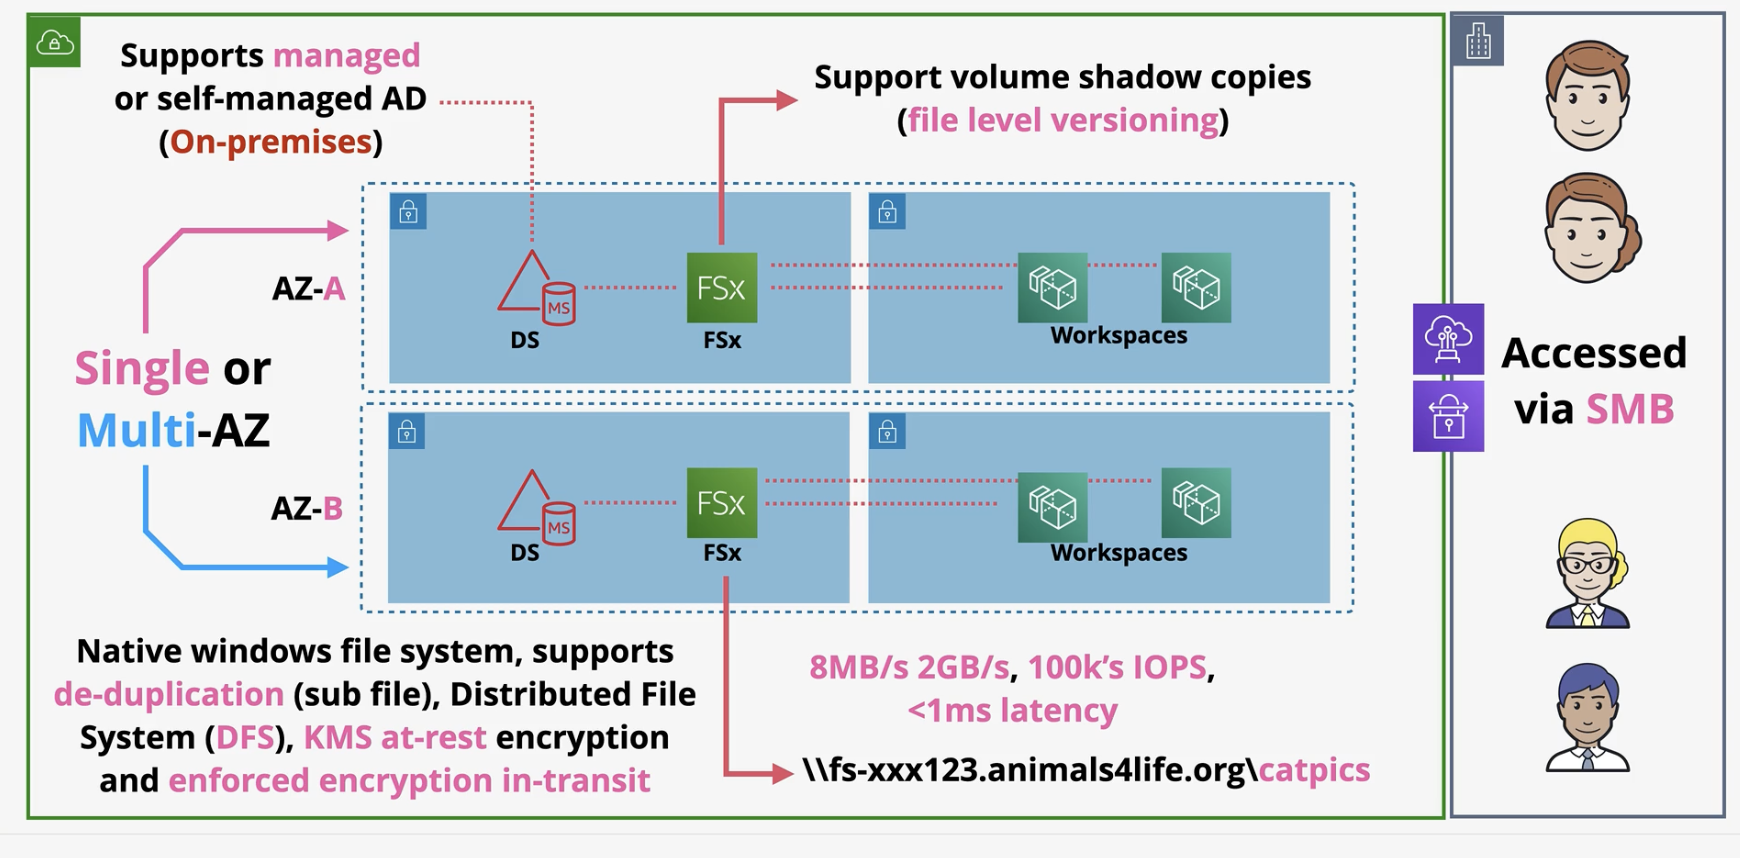 Supports managed
or self-managed AD
(On-premises)
Support volume shadow copies
(file level versioning)
AZ-A
MS
DS
FSx
FSx
Workspaces
Single or
Multi-AZ
AZ-B
MS
DS
FSx
FSx
Workspaces
Accessed
via SMB
Native windows file system, supports
de-duplication (sub file), Distributed File
System (DFS), KMS at-rest encryption
and enforced encryption in-transit
8MB/s 2GB/s, 100k’s IOPS,
<1ms latency
\\fs-xxx123.animals4life.org\catpics